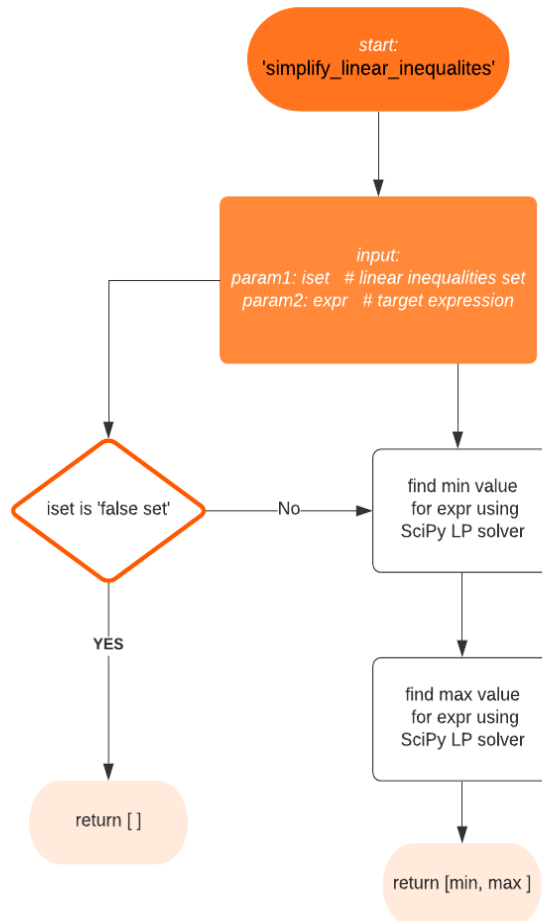 start:
'simplify_linear_inequalites'
input:
param1: iset # linear inequalities set
param2: expr # target expression
iset is 'false set'
No
find min value
for expr using
SciPy LP solver
YES
find max value
for expr using
SciPy LP solver
return [ ]
return [min, max ]